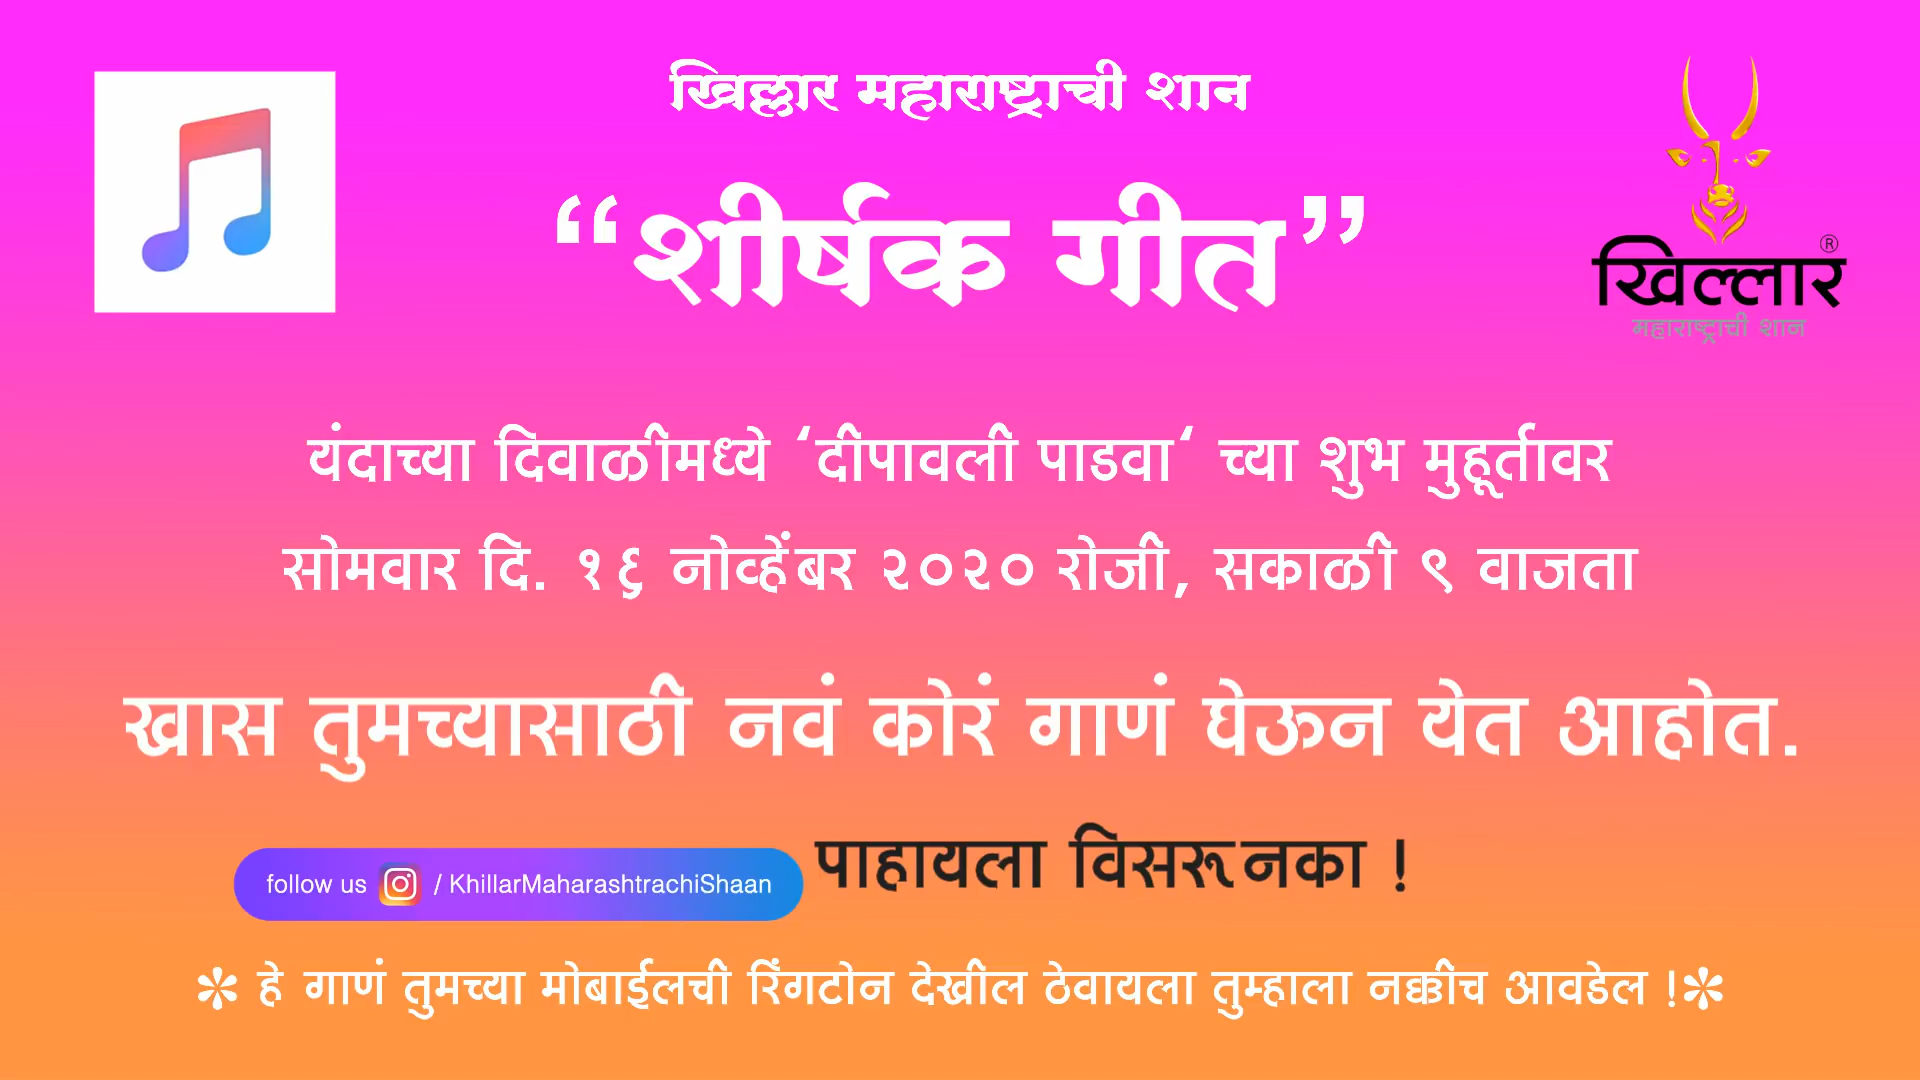 खिल्लार महाराष्ट्राची शान
“शीर्षक गीत”
®
खिल्लार
महाराष्ट्राची शान
यंदाच्या दिवाळीमध्ये ‘दीपावली पाडवा‘ च्या शुभ मुहूर्तावर
सोमवार दि. १६ नोव्हेंबर २०२० रोजी, सकाळी ९ वाजता
खास तुमच्यासाठी नवं कोरं गाणं घेऊन येत आहोत.
follow us / KhillarMaharashtrachiShaan
पाहायला विसरूनका !
* हे गाणं तुमच्या मोबाईलची रिंगटोन देखील ठेवायला तुम्हाला नक्कीच आवडेल !*